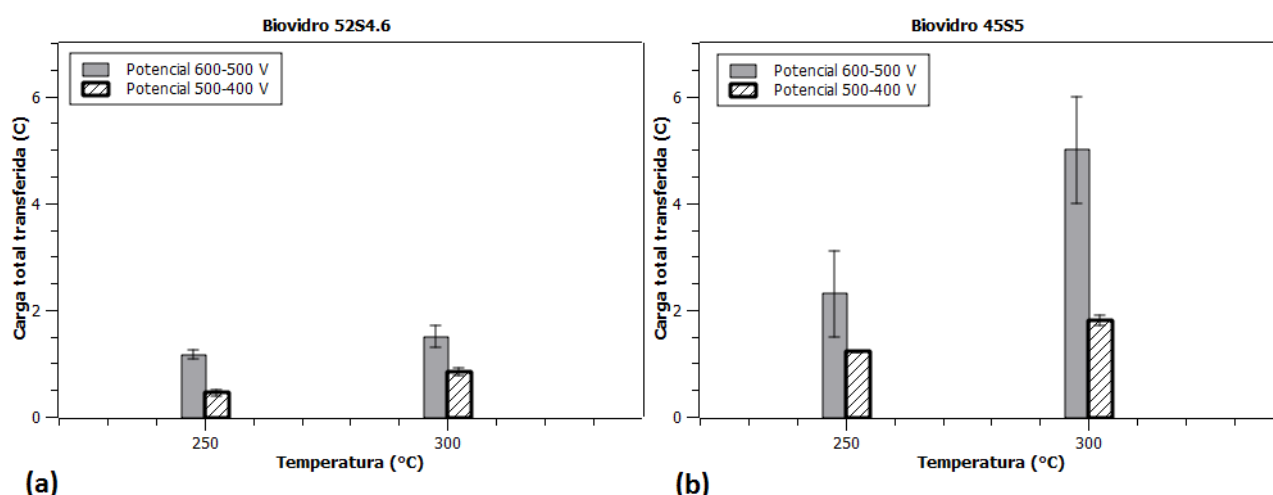 Biovidro 52S4.6
Potencial 600-500 V
Potencial 500-400 V
Carga total transferida (C)
6
4
2
0
250
300
Temperatura (°C)
(a)
Biovidro 45S5
Potencial 600-500 V
Potencial 500-400 V
Carga total transferida (C)
6
4
2
0
250
300
Temperatura (°C)
(b)